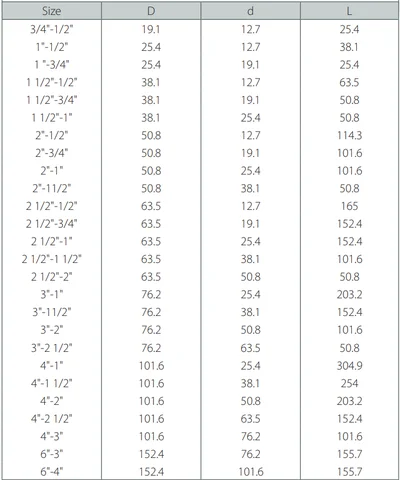 Size D d L
3/4"-1/2" 19.1 12.7 25.4
1"-1/2" 25.4 12.7 38.1
1 "-3/4" 25.4 19.1 25.4
1 1/2"-1/2" 38.1 12.7 63.5
1 1/2"-3/4" 38.1 19.1 50.8
1 1/2"-1" 38.1 25.4 50.8
2"-1/2" 50.8 12.7 114.3
2"-3/4" 50.8 19.1 101.6
2"-1" 50.8 25.4 101.6
2"-11/2" 50.8 38.1 50.8
2 1/2"-1/2" 63.5 12.7 165
2 1/2"-3/4" 63.5 19.1 152.4
2 1/2"-1" 63.5 25.4 152.4
2 1/2"-1 1/2" 63.5 38.1 101.6
2 1/2"-2" 63.5 50.8 50.8
3"-1" 76.2 25.4 203.2
3"-11/2" 76.2 38.1 152.4
3"-2" 76.2 50.8 101.6
3"-2 1/2" 76.2 63.5 50.8
4"-1" 101.6 25.4 304.9
4"-1 1/2" 101.6 38.1 254
4"-2" 101.6 50.8 203.2
4"-2 1/2" 101.6 63.5 152.4
4"-3" 101.6 76.2 101.6
6"-3" 152.4 76.2 155.7
6"-4" 152.4 101.6 155.7